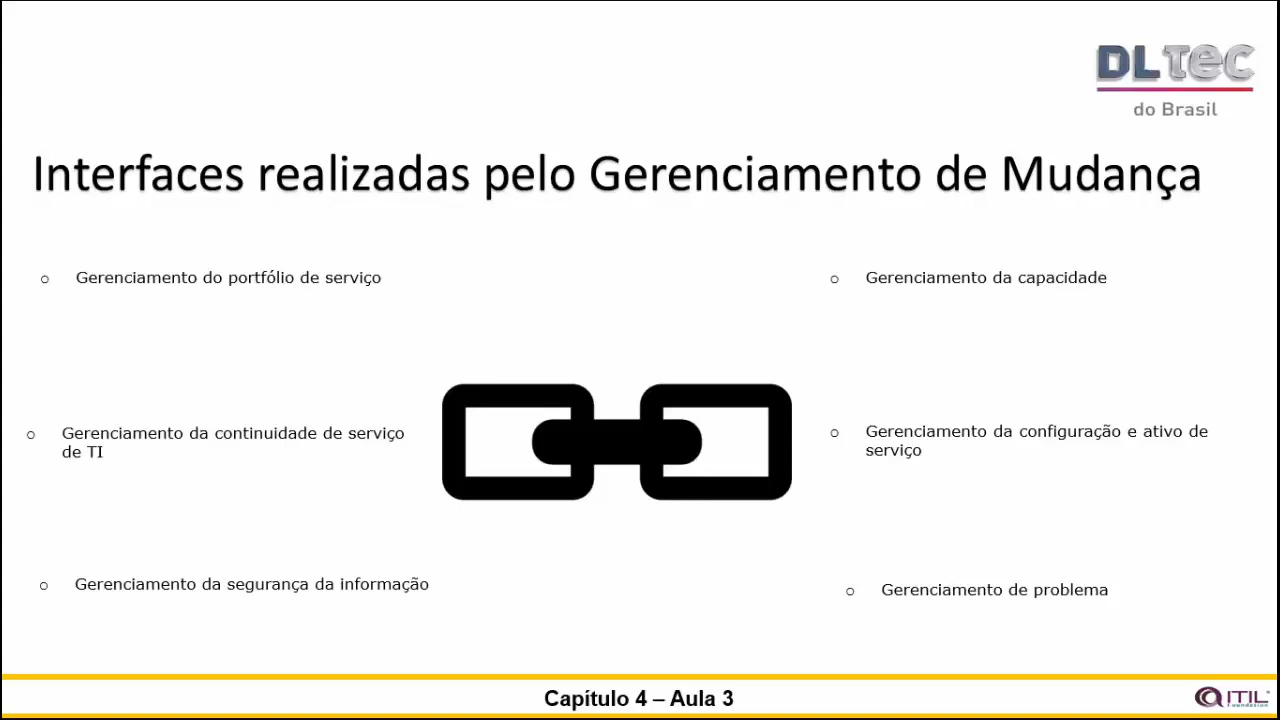 DLTEC
do Brasil
Interfaces realizadas pelo Gerenciamento de Mudança
o Gerenciamento do portfólio de serviço
o Gerenciamento da capacidade
o Gerenciamento da continuidade de serviço
de TI
o Gerenciamento da configuração e ativo de
serviço
o Gerenciamento da segurança da informação
o Gerenciamento de problema
Capítulo 4 – Aula 3
ITIL
Foundation